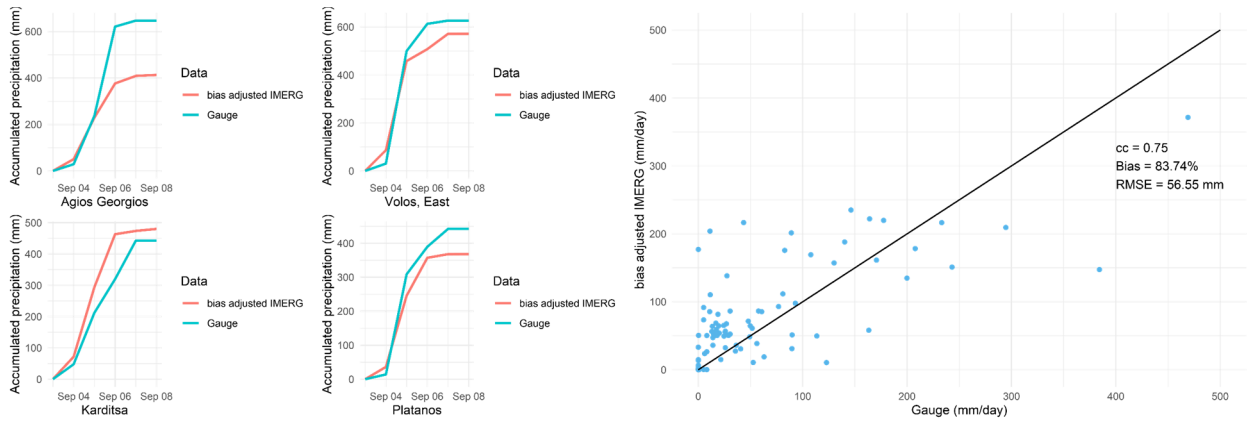 Accumulated precipitation (mm)
600
400
200
0
Sep 04 Sep 06 Sep 08
Agios Georgios
Data
bias adjusted IMERG
Gauge
Accumulated precipitation (mm)
600
400
200
0
Sep 04 Sep 06 Sep 08
Volos, East
Data
bias adjusted IMERG
Gauge
Accumulated precipitation (mm)
500
400
300
200
100
0
Sep 04 Sep 06 Sep 08
Karditsa
Data
bias adjusted IMERG
Gauge
Accumulated precipitation (mm)
400
300
200
100
0
Sep 04 Sep 06 Sep 08
Platanos
Data
bias adjusted IMERG
Gauge
bias adjusted IMERG (mm/day)
500
400
300
200
100
0
cc = 0.75
Bias = 83.74%
RMSE = 56.55 mm
0 100 200 300 400 500
Gauge (mm/day)